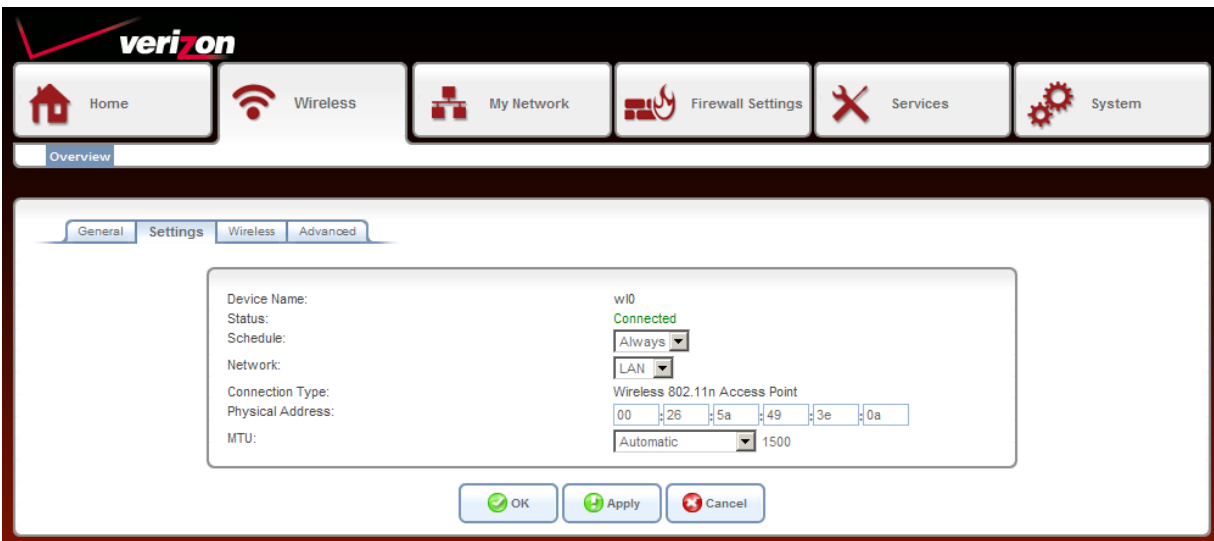 verizon
Home Wireless My Network Firewall Settings Services System
Overview
General Settings Wireless Advanced
Device Name: wl0
Status: Connected
Schedule: Always
Network: LAN
Connection Type: Wireless 802.11n Access Point
Physical Address: 00 : 26 : 5a : 49 : 3e : 0a
MTU: Automatic 1500
OK Apply Cancel